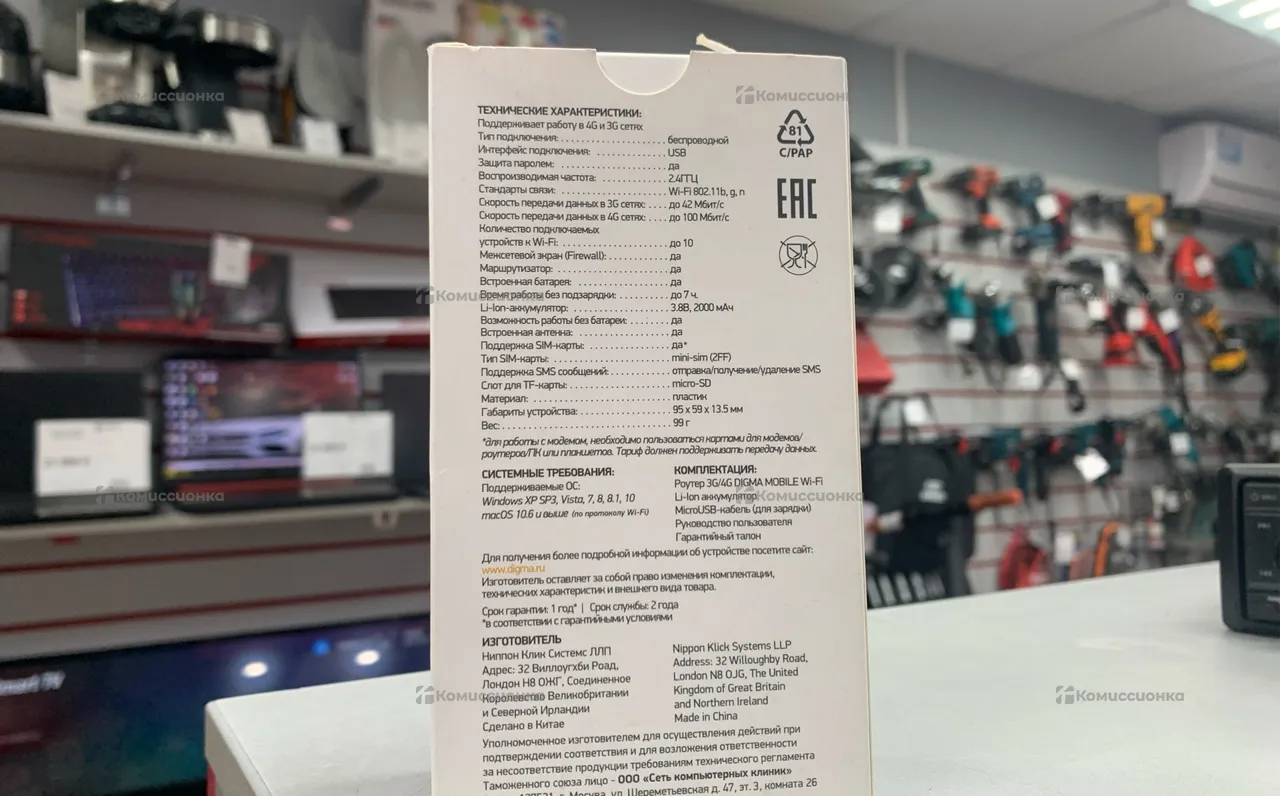 Комиссионка
Комиссионк
ТЕХНИЧЕСКИЕ ХАРАКТЕРИСТИКИ:
Поддерживает работу в 4G и 3G сетях
Тип подключения: беспроводной
Интерфейс подключения: USB
Защита паролем: да
Воспроизводимая частота: 2.4ГГЦ
Стандарты связи: Wi-Fi 802.11b, g, n
Скорость передачи данных в 3G сетях: до 42 Мбит/с
Скорость передачи данных в 4G сетях: до 100 Мбит/с
Количество подключаемых
устройств к Wi-Fi: до 10
Межсетевой экран (Firewall): да
Маршрутизатор: да
Встроенная батарея: да
Время работы без подзарядки: до 7 ч.
Li-Ion-аккумулятор: 3.8В, 2000 мАч
Возможность работы без батареи: да
Встроенная антенна: да
Поддержка SIM-карты: да*
Тип SIM-карты: mini-sim (2FF)
Поддержка SMS сообщений: отправка/получение/удаление SMS
Слот для TF-карты: micro-SD
Материал: пластик
Габариты устройства: 95 x 59 x 13.5 мм
Вес: 99 г
*для работы с модемом, необходимо пользоваться картами для модемов/
роутеров/ПК или планшетов. Тариф должен поддерживать передачу данных.
81
C/PAP
EAC
Комиссионка
Комиссионка
СИСТЕМНЫЕ ТРЕБОВАНИЯ:
Поддерживаемые ОС:
Windows XP SP3, Vista, 7, 8, 8.1, 10
macOS 10.6 и выше (по протоколу Wi-Fi)
КОМПЛЕКТАЦИЯ:
Роутер 3G/4G DIGMA MOBILE Wi-Fi
Li-Ion аккумулятор
MicroUSB-кабель (для зарядки)
Руководство пользователя
Гарантийный талон
Комиссионка
Комиссионка
Для получения более подробной информации об устройстве посетите сайт:
www.digma.ru
Изготовитель оставляет за собой право изменения комплектации,
технических характеристик и внешнего вида товара.
Срок гарантии: 1 год* | Срок службы: 2 года
*в соответствии с гарантийными условиями
ИЗГОТОВИТЕЛЬ
Ниппон Клик Системс ЛЛП
Адрес: 32 Виллоугхби Роад,
Лондон Н8 ОЖГ, Соединенное
Королевство Великобритании
и Северной Ирландии
Сделано в Китае
Nippon Klick Systems LLP
Address: 32 Willoughby Road,
London N8 OJG, The United
Kingdom of Great Britain
and Northern Ireland
Made in China
Комиссионка
Комиссионка
Уполномоченное изготовителем для осуществления действий при
подтверждении соответствия и для возложения ответственности
за несоответствие продукции требованиям технического регламента
Таможенного союза лицо - ООО «Сеть компьютерных клиник»
г. Москва, ул. Шереметьевская д. 47, эт. 3, комната 26